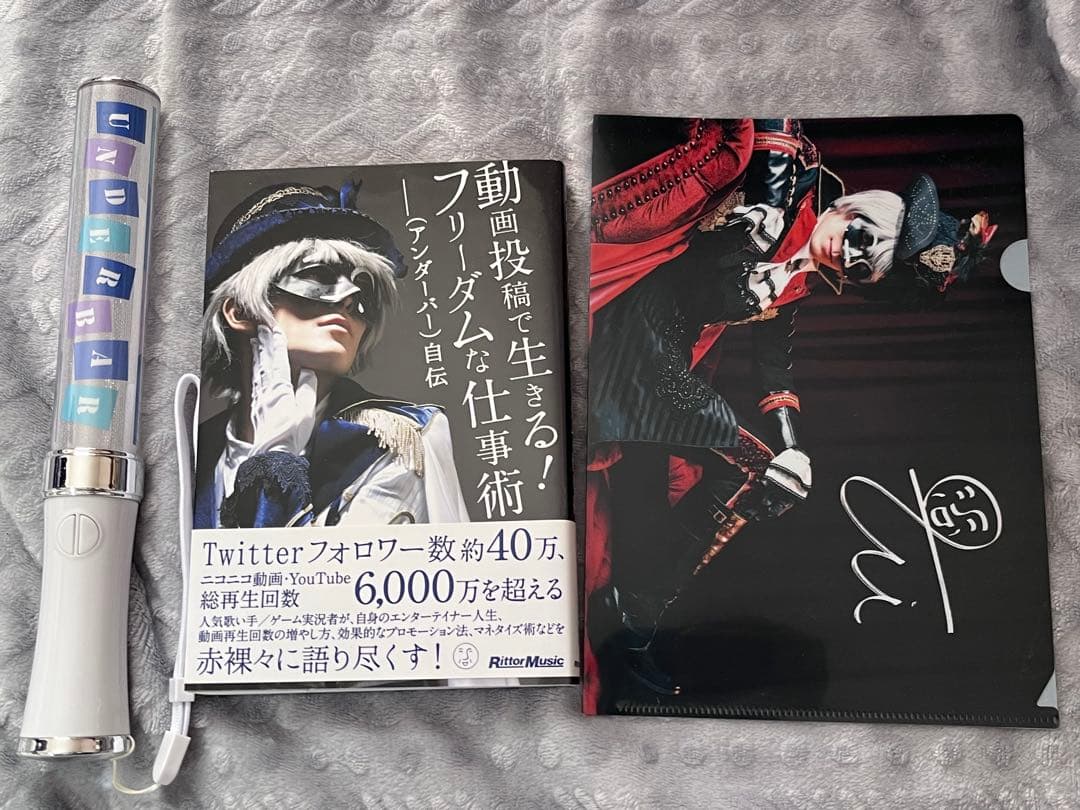 UNDERBAR
動画投稿で生きる！
フリーダムな仕事術
―（アンダーバー）自伝
Twitterフォロワー数 約40万、
ニコニコ動画・YouTube
総再生回数 6,000万を超える
人気歌い手／ゲーム実況者が、自身のエンターテイナー人生、
動画再生回数の増やし方、効果的なプロモーション法、マネタイズ術などを
赤裸々に語り尽くす！
Rittor Music